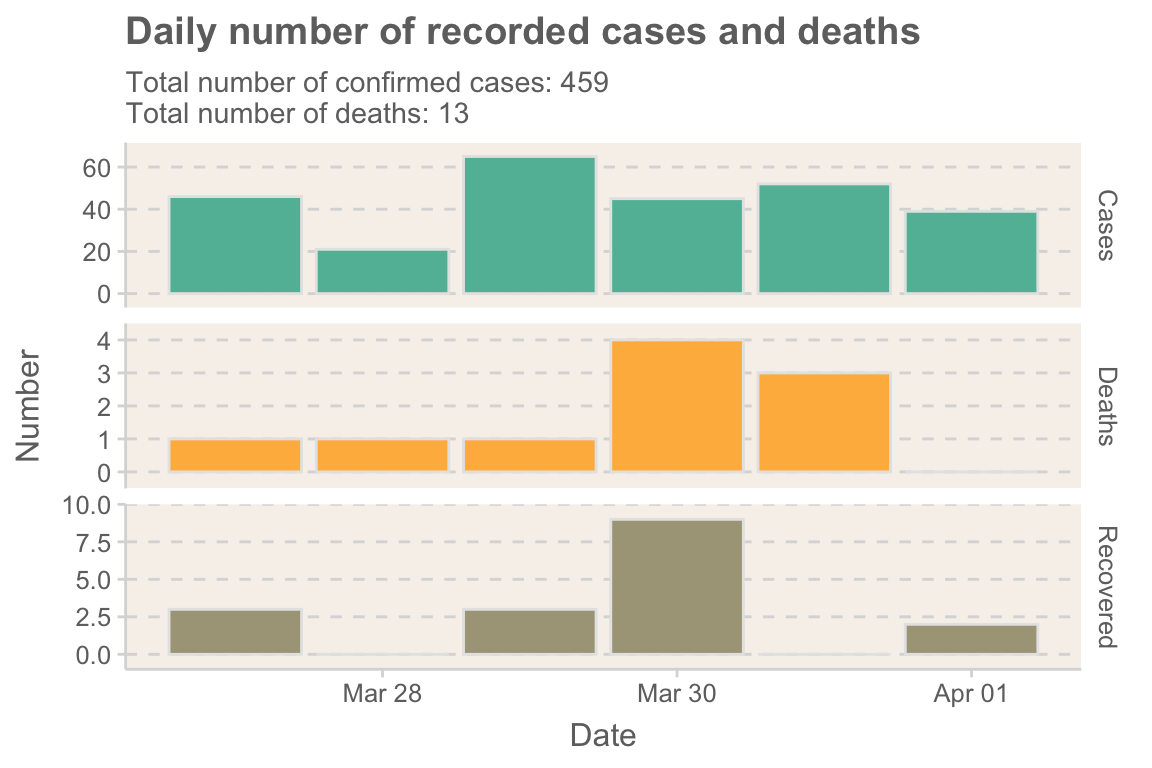 Daily number of recorded cases and deaths
Total number of confirmed cases: 459
Total number of deaths: 13
60
40
20
0
Cases
4
3
2
1
0
Deaths
10.0
7.5
5.0
2.5
0.0
Recovered
Number
Mar 28
Mar 30
Apr 01
Date